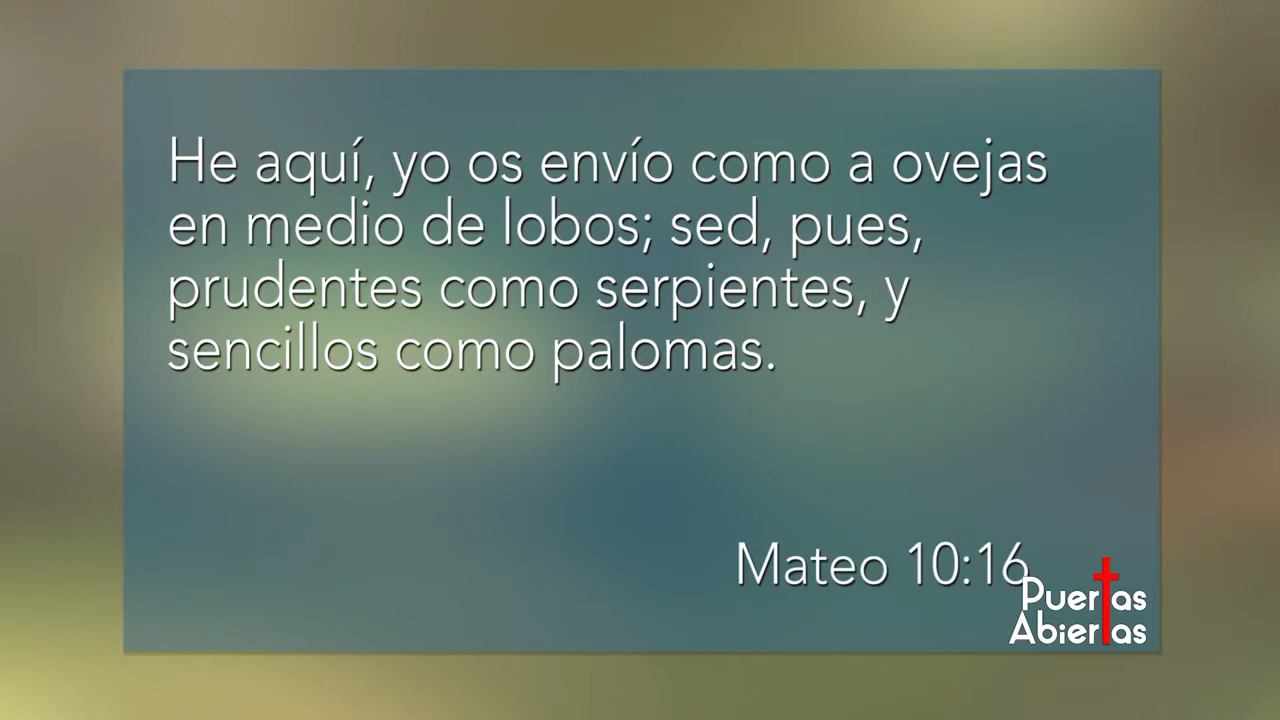 He aquí, yo os envío como a ovejas
en medio de lobos; sed, pues,
prudentes como serpientes, y
sencillos como palomas.
Mateo 10:16
Puertas
Abiertas